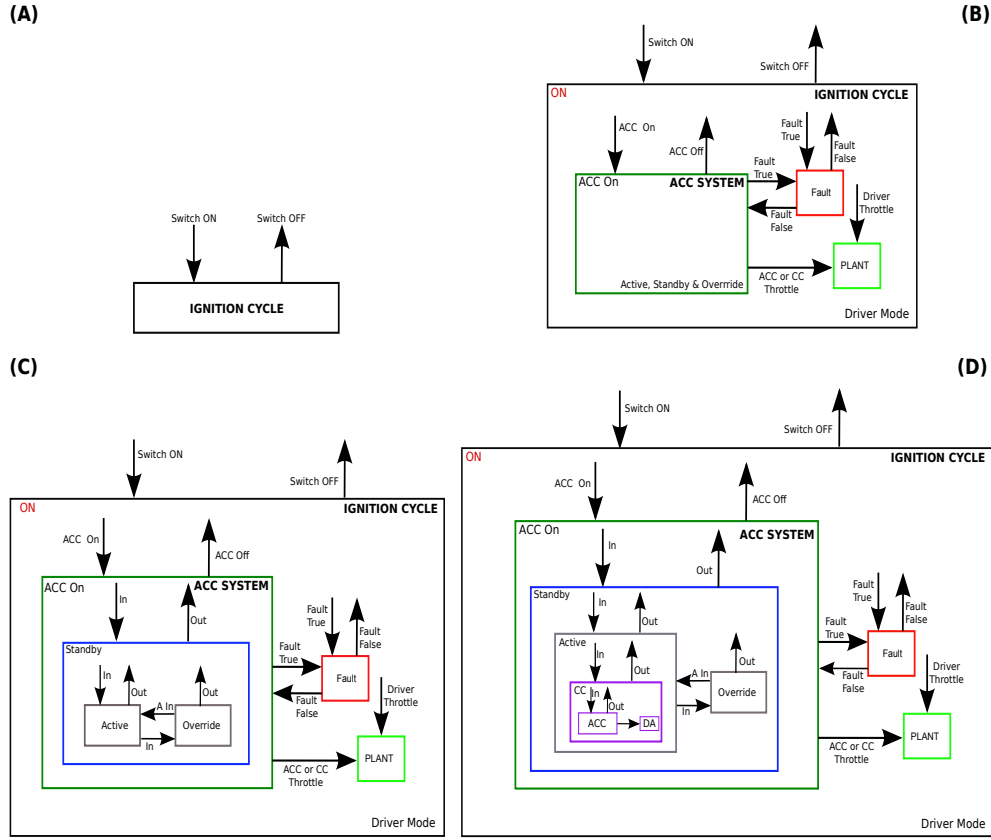 (A)
Switch ON
Switch OFF
IGNITION CYCLE
(B)
Switch ON
Switch OFF
ON
IGNITION CYCLE
ACC On
ACC Off
Fault
True
Fault
False
ACC On
ACC SYSTEM
Fault
True
Fault
Fault
False
Driver
Throttle
PLANT
ACC or CC
Throttle
Active, Standby & Overrride
Driver Mode
(C)
Switch ON
Switch OFF
ON
IGNITION CYCLE
ACC On
ACC Off
ACC On
ACC SYSTEM
In
Out
Fault
True
Fault
False
Standby
Fault
True
Fault
Fault
False
In
Out
Out
Active
A In
Override
In
Driver
Throttle
PLANT
ACC or CC
Throttle
Driver Mode
(D)
Switch ON
Switch OFF
ON
IGNITION CYCLE
ACC On
ACC Off
ACC On
ACC SYSTEM
In
Out
Standby
In
Out
Fault
True
Fault
False
Active
In
Out
Out
Fault
True
Fault
Fault
False
CC
In
Out
ACC
DA
A In
In
Override
Driver
Throttle
PLANT
ACC or CC
Throttle
Driver Mode